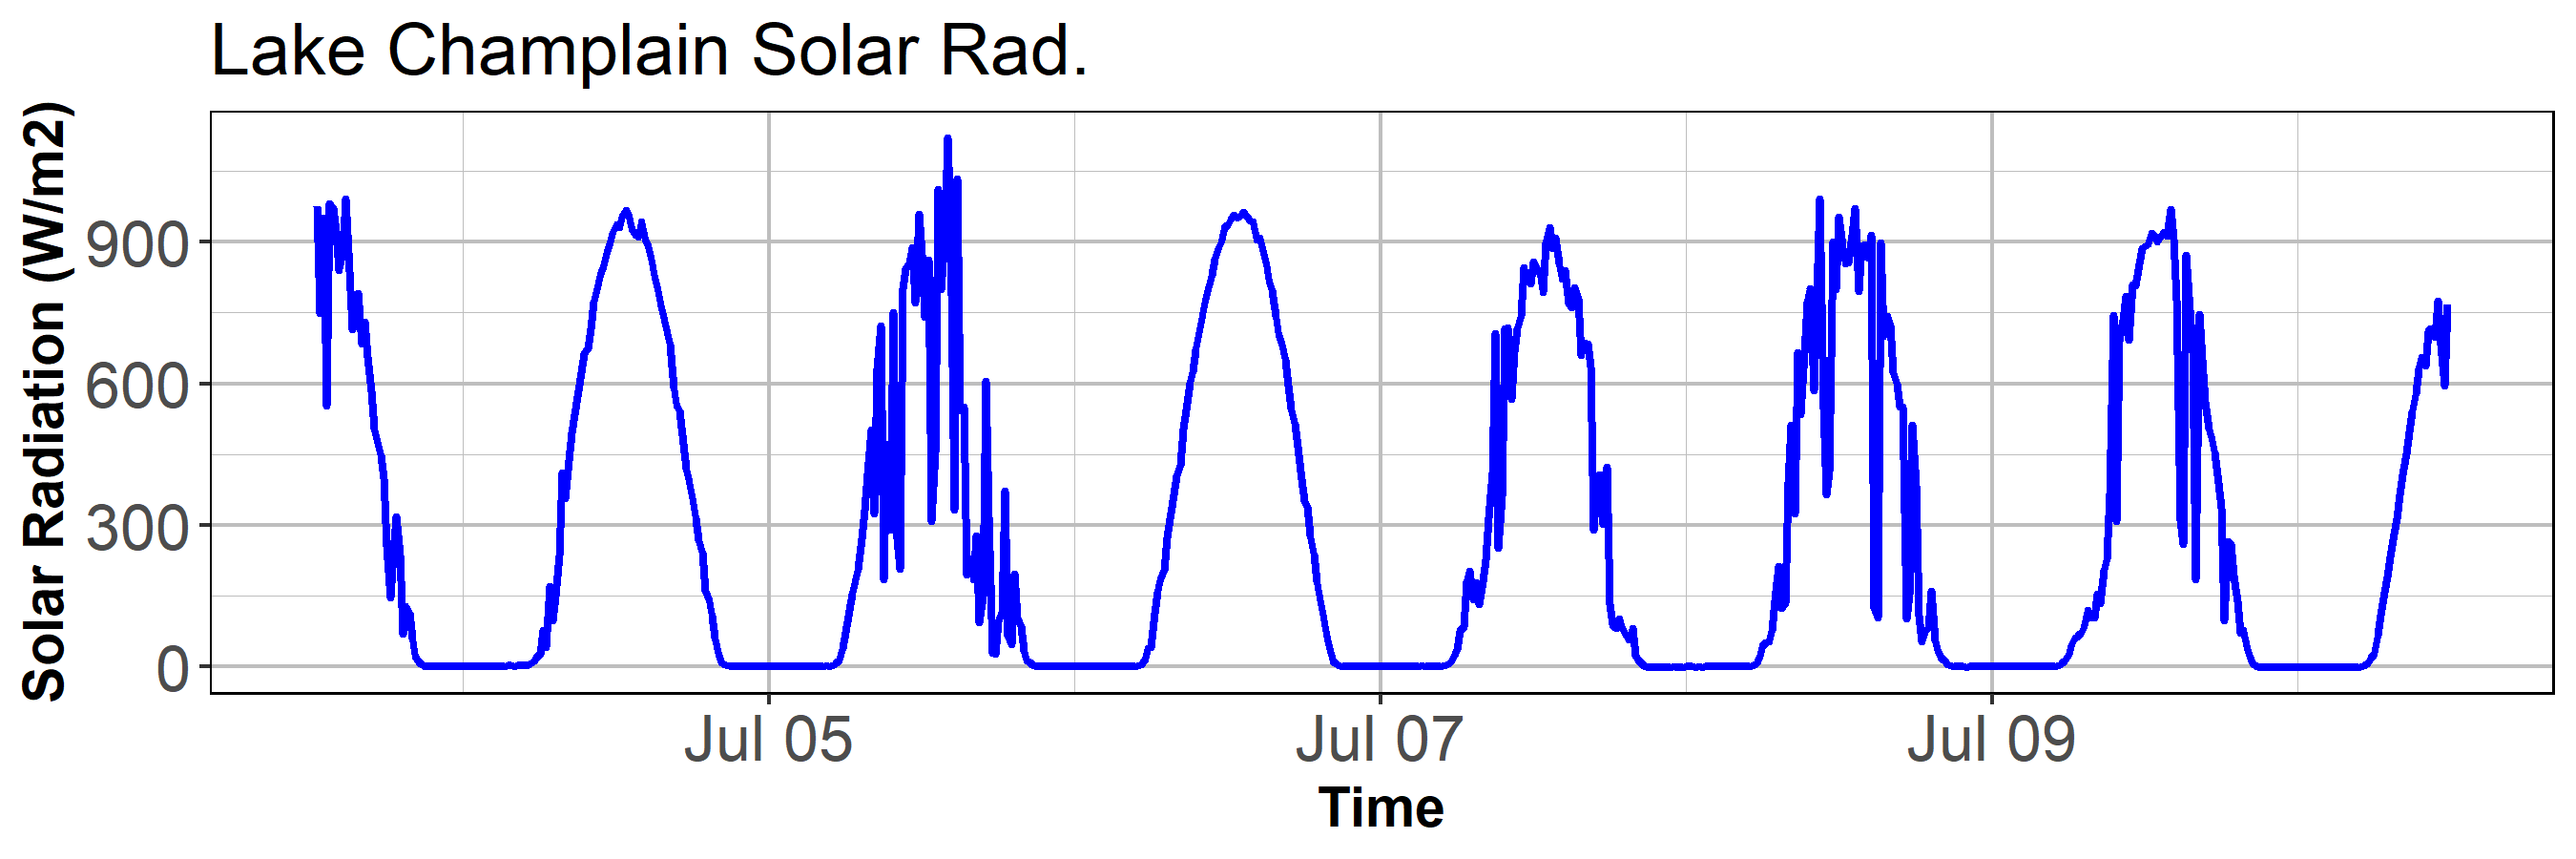 Lake Champlain Solar Rad.
Solar Radiation (W/m2)
900
600
300
0
Jul 05 Jul 07 Jul 09
Time